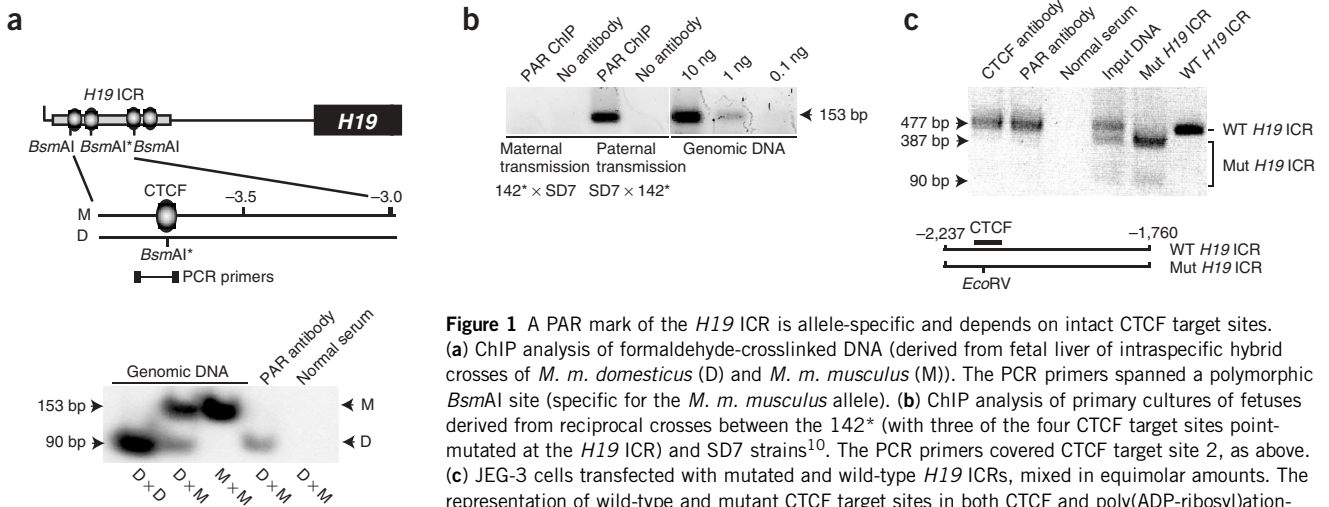 a
H19 ICR
H19
BsmAI BsmAI* BsmAI
CTCF
–3.5
–3.0
M
D
BsmAI*
PCR primers
Genomic DNA
PAR antibody
Normal serum
153 bp
M
90 bp
D
D × D
D × M
M × M
D × M
D × M
b
PAR ChIP
No antibody
PAR ChIP
No antibody
10 ng
1 ng
0.1 ng
153 bp
Maternal transmission
Paternal transmission
Genomic DNA
142* × SD7
SD7 × 142*
c
CTCF antibody
PAR antibody
Normal serum
Input DNA
Mut H19 ICR
WT H19 ICR
477 bp
WT H19 ICR
387 bp
Mut H19 ICR
90 bp
–2,237
CTCF
–1,760
WT H19 ICR
Mut H19 ICR
EcoRV
Figure 1 A PAR mark of the H19 ICR is allele-specific and depends on intact CTCF target sites.
(a) ChIP analysis of formaldehyde-crosslinked DNA (derived from fetal liver of intraspecific hybrid
crosses of M. m. domesticus (D) and M. m. musculus (M)). The PCR primers spanned a polymorphic
BsmAI site (specific for the M. m. musculus allele). (b) ChIP analysis of primary cultures of fetuses
derived from reciprocal crosses between the 142* (with three of the four CTCF target sites point-
mutated at the H19 ICR) and SD7 strains10. The PCR primers covered CTCF target site 2, as above.
(c) JEG-3 cells transfected with mutated and wild-type H19 ICRs, mixed in equimolar amounts. The
representation of wild-type and mutant CTCF target sites in both CTCF and poly(ADP-ribosyl)ation-